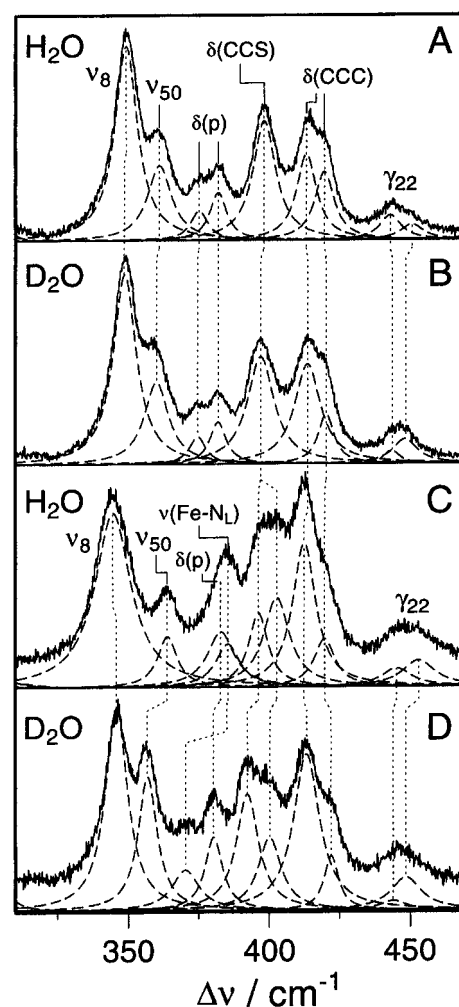 H₂O A
ν₈
ν₅₀
δ(p)
δ(CCS)
δ(CCC)
γ₂₂
D₂O B
H₂O C
ν₈
ν₅₀
δ(p)
ν(Fe-N_L)
γ₂₂
D₂O D
350 400 450
Δν / cm⁻¹